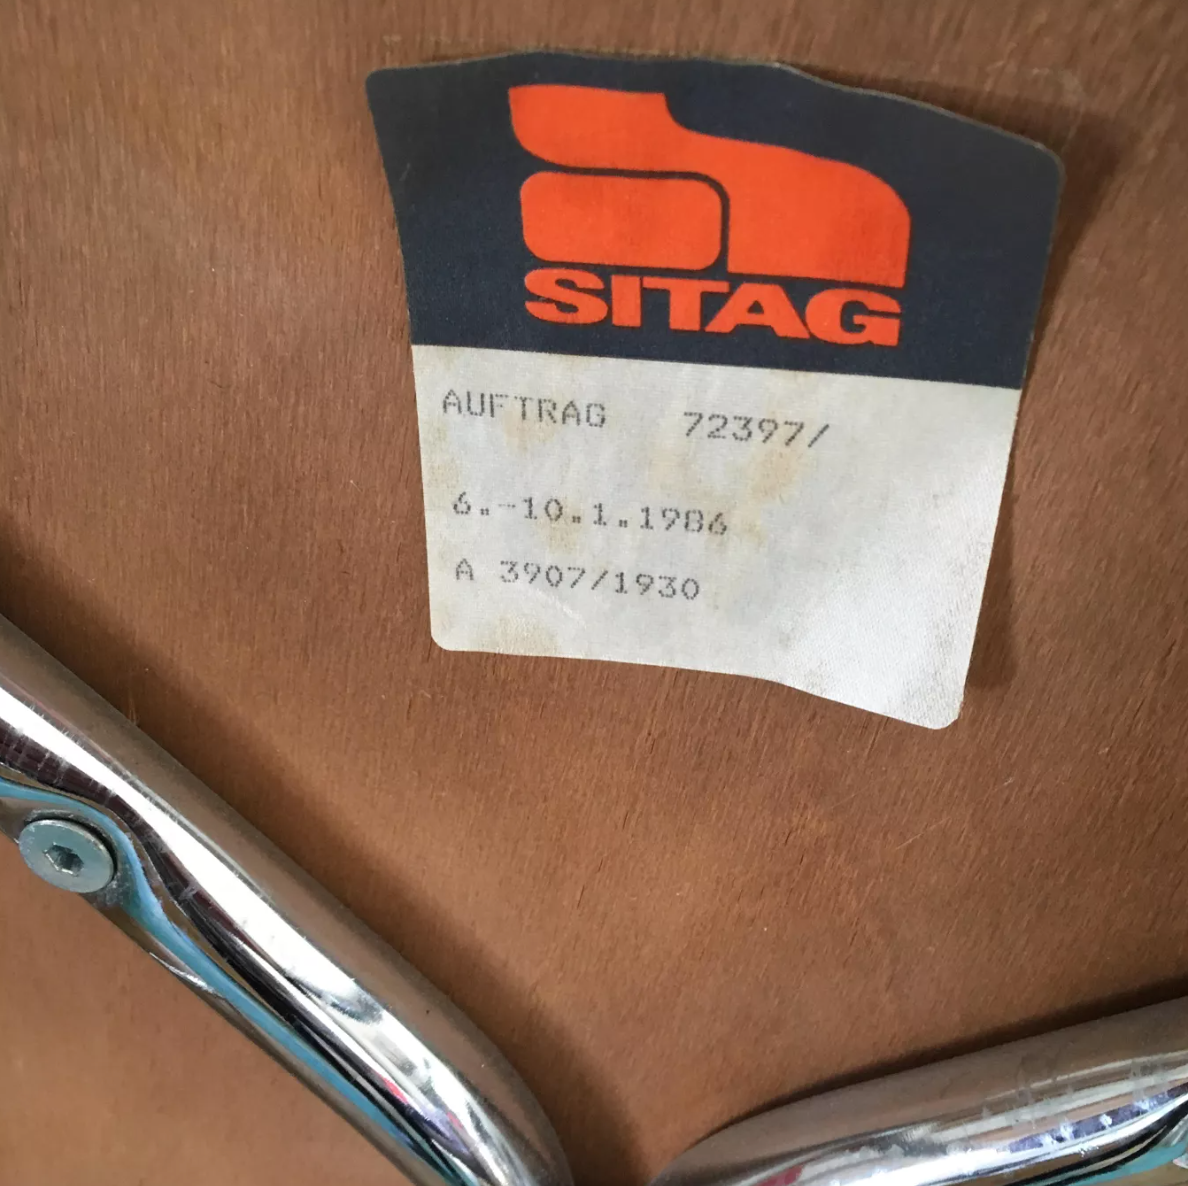 SITAG
AUFTRAG 72397/
6.-10.1.1986
A 3907/1930